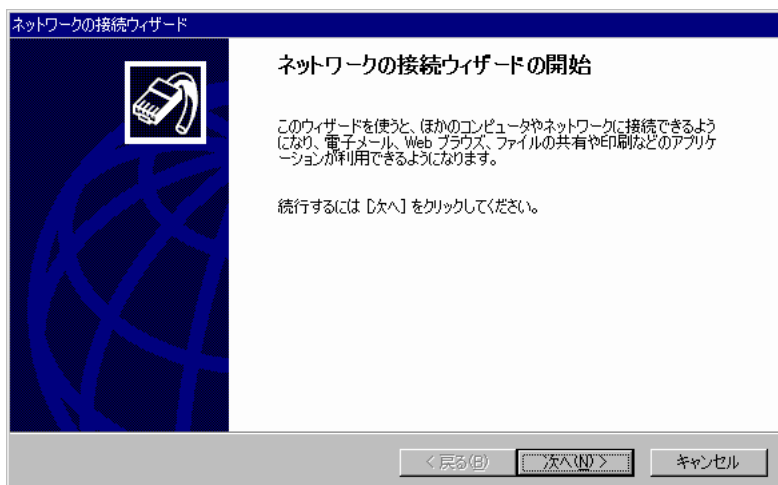 ネットワークの接続ウィザード
ネットワークの接続ウィザードの開始
このウィザードを使うと、ほかのコンピュータやネットワークに接続できるよう
になり、電子メール、Web ブラウズ、ファイルの共有や印刷などのアプリケ
ーションが利用できるようになります。
続行するには [次へ] をクリックしてください。
< 戻る(B)
次へ(N) >
キャンセル